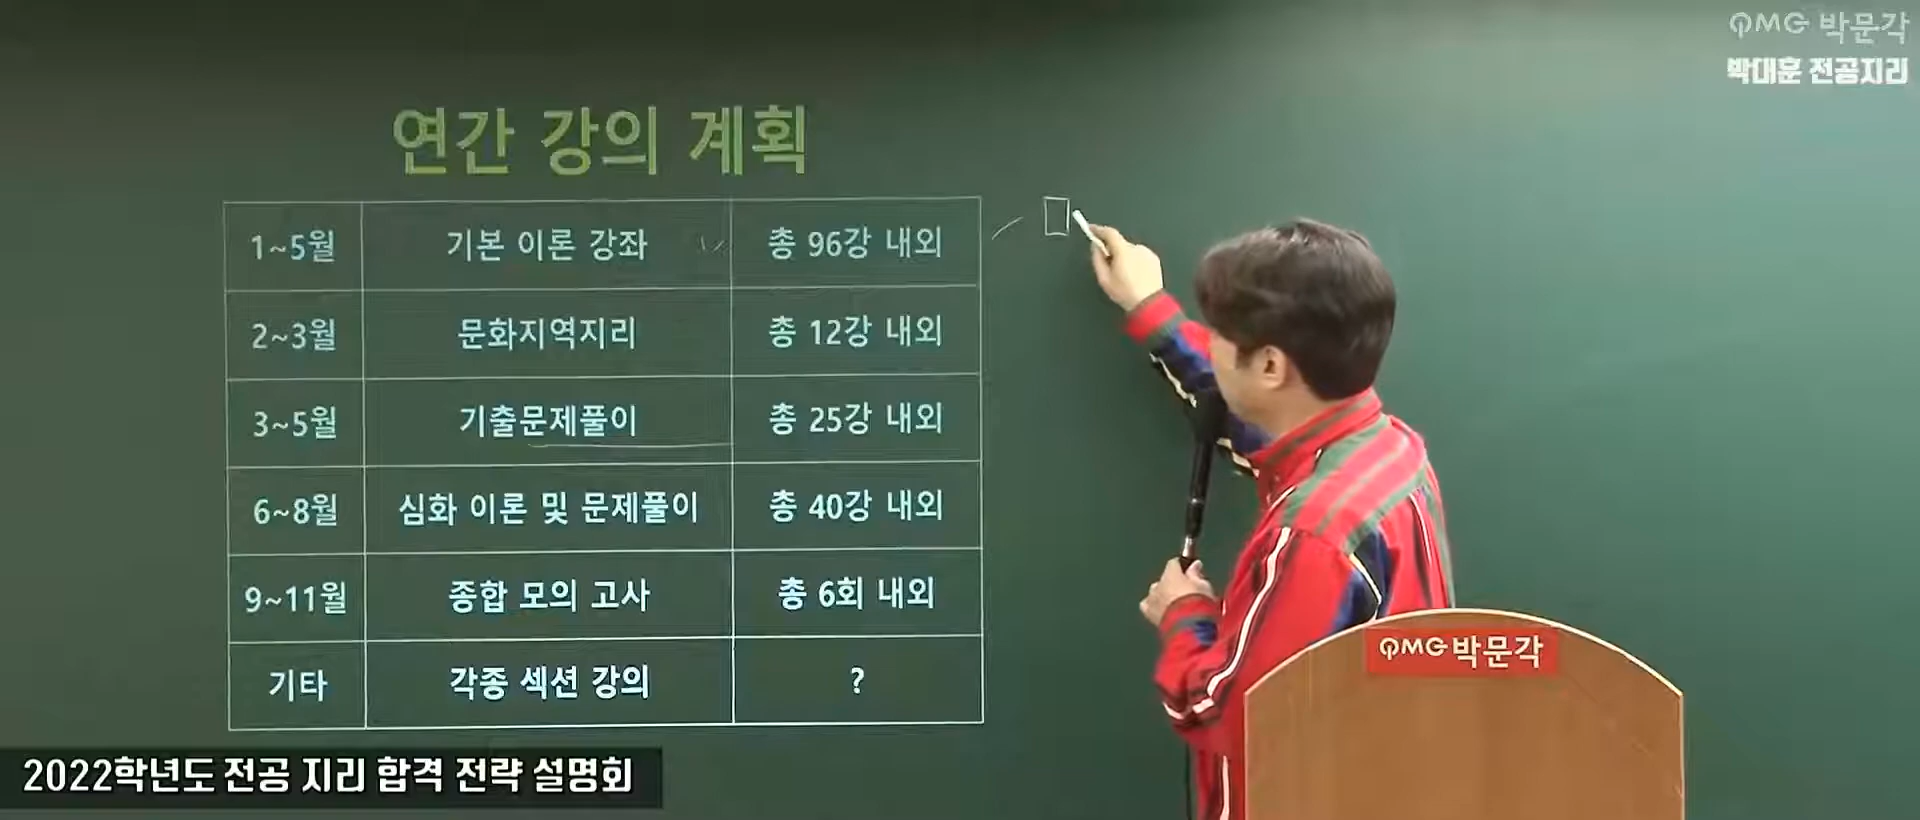 PMG 박문각
박대훈 전공지리
연간 강의 계획
1~5월 기본 이론 강좌 총 96강 내외
2~3월 문화지역지리 총 12강 내외
3~5월 기출문제풀이 총 25강 내외
6~8월 심화 이론 및 문제풀이 총 40강 내외
9~11월 종합 모의 고사 총 6회 내외
기타 각종 섹션 강의 ?
PMG 박문각
2022학년도 전공 지리 합격 전략 설명회